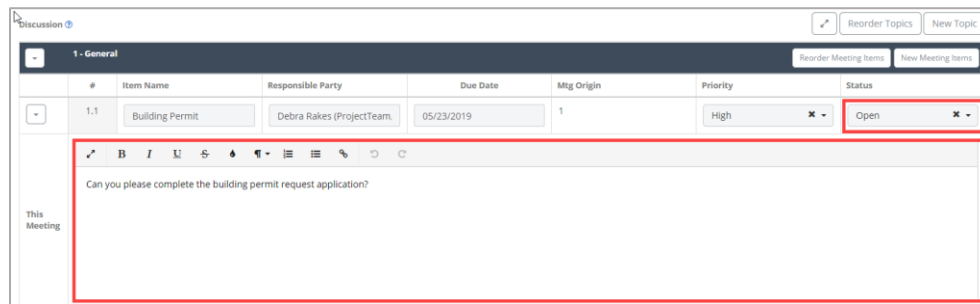 Discussion
Reorder Topics New Topic
1 - General
Reorder Meeting Items New Meeting Items
# Item Name Responsible Party Due Date Mtg Origin Priority Status
1.1 Building Permit Debra Rakes (ProjectTeam. 05/23/2019 1 High Open
B I U S
Can you please complete the building permit request application?
This
Meeting